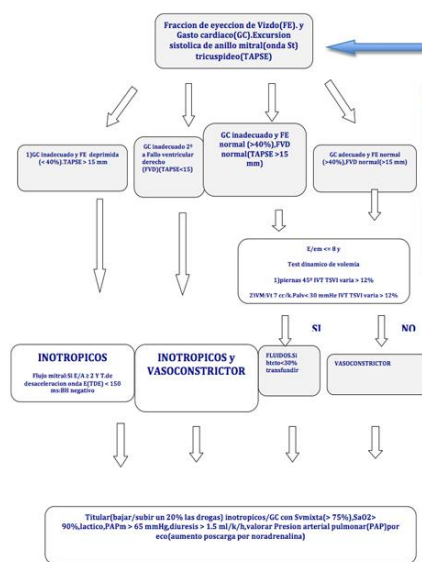 Fraccion de eyeccion de Vizdo(FE). y
Gasto cardiaco(GC).Excursion
sistolica de anillo mitral(onda St)
tricuspideo(TAPSE)
1)GC inadecuado y FE deprimida
(< 40%).TAPSE > 15 mm
GC inadecuado 2º
a Fallo ventricular
derecho
(FVD)(TAPSE<15)
GC inadecuado y FE
normal (>40%),FVD
normal(TAPSE >15
mm)
GC adecuado y FE normal
(>40%),FVD normal(>15 mm)
E/em <= 8 y
Test dinamico de volemia
1)piernas 45º IVT TSVI varia > 12%
2)VM:Vt 7 cc/k.Palv< 30 mmHe IVT TSVI varia > 12%
SI
NO
INOTROPICOS
Flujo mitral:SI E/A ≥ 2 Y T.de
desaceleracion onda E(TDE) < 150
ms:BH negativo
INOTROPICOS y
VASOCONSTRICTOR
FLUIDOS.Si
htcto<30%
transfundir
VASOCONSTRICTOR
Titular(bajar/subir un 20% las drogas) inotropicos/GC con Svmixta(> 75%),SaO2>
90%,lactico,PAPm > 65 mmHg,diuresis > 1.5 ml/k/h,valorar Presion arterial pulmonar(PAP)por
eco(aumento poscarga por noradrenalina)